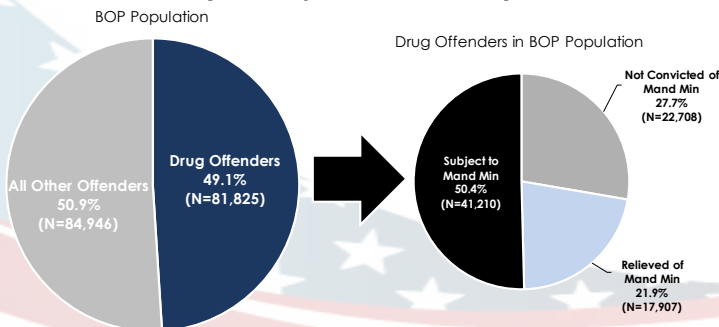 BOP Population
Drug Offenders in BOP Population
All Other Offenders
50.9%
(N=84,946)
Drug Offenders
49.1%
(N=81,825)
Subject to
Mand Min
50.4%
(N=41,210)
Not Convicted of
Mand Min
27.7%
(N=22,708)
Relieved of
Mand Min
21.9%
(N=17,907)